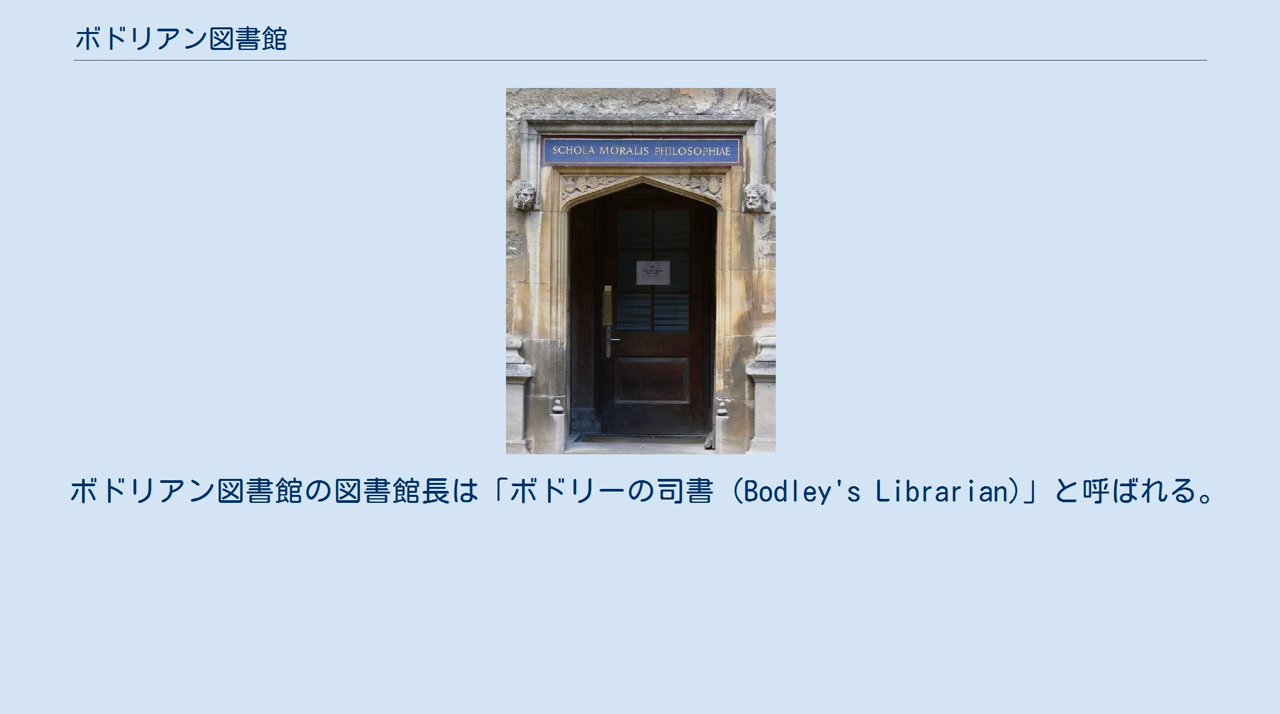 ボドリアン図書館
SCHOLA MORALIS PHILOSOPHIAE
ボドリアン図書館の図書館長は「ボドリーの司書 (Bodley's Librarian)」と呼ばれる。